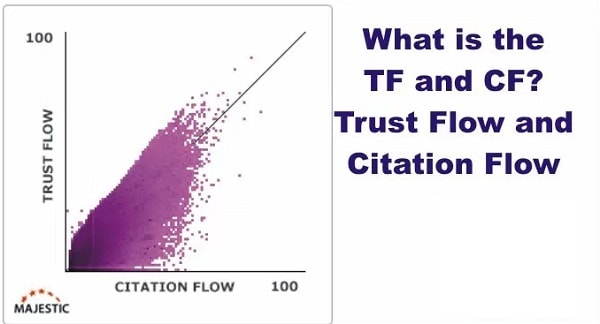 100
TRUST FLOW
CITATION FLOW
100
MAJESTIC
What is the
TF and CF?
Trust Flow and
Citation Flow